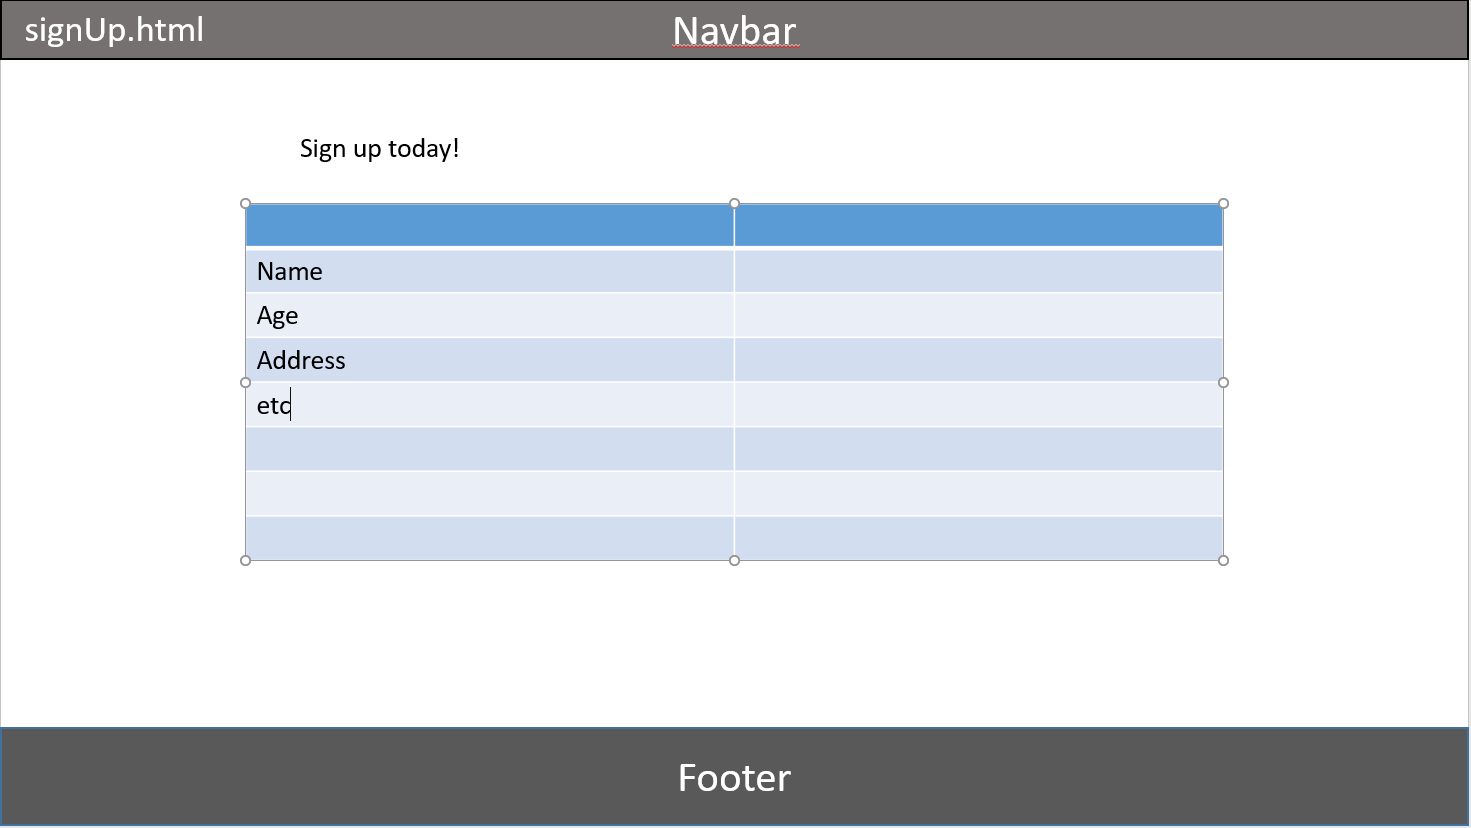 signUp.html
Navbar
Sign up today!
Name
Age
Address
etc
Footer